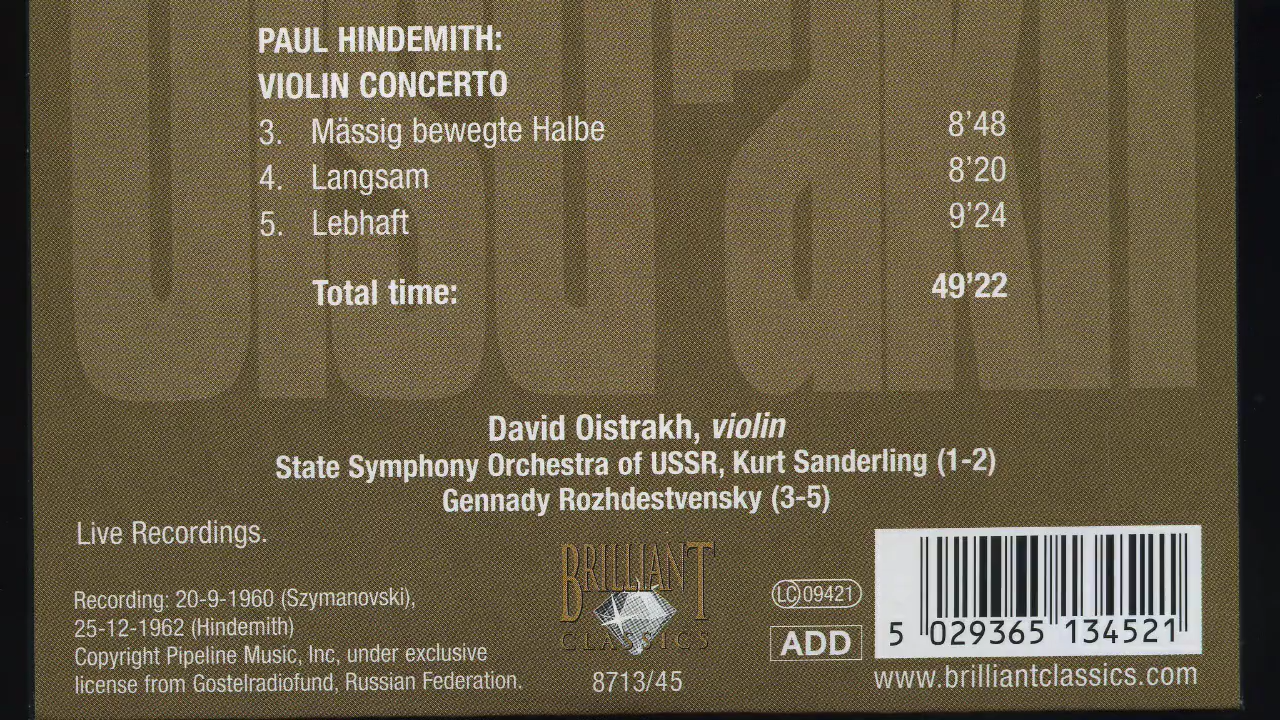 PAUL HINDEMITH:
VIOLIN CONCERTO
3. Mässig bewegte Halbe 8’48
4. Langsam 8’20
5. Lebhaft 9’24
Total time: 49’22
David Oistrakh, violin
State Symphony Orchestra of USSR, Kurt Sanderling (1-2)
Gennady Rozhdestvensky (3-5)
Live Recordings.
Recording: 20-9-1960 (Szymanovski),
25-12-1962 (Hindemith)
Copyright Pipeline Music, Inc, under exclusive
license from Gostelradiofund, Russian Federation.
BRILLIANT
CLASSICS
8713/45
LC 09421
ADD
5 029365 134521
www.brilliantclassics.com